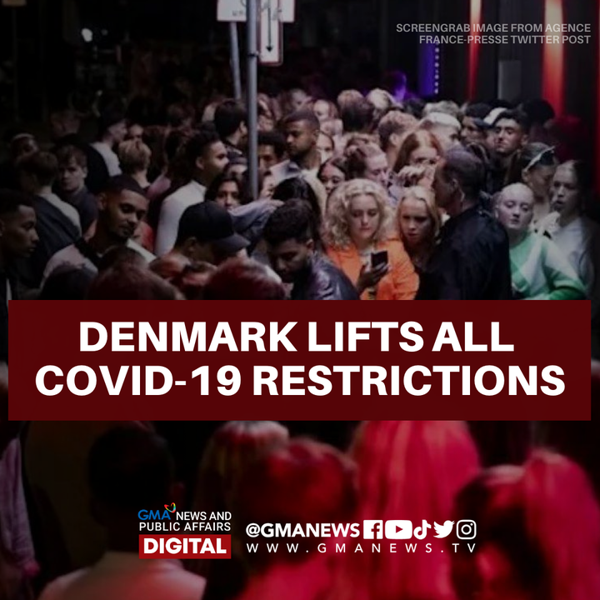 SCREENGRAB IMAGE FROM AGENCE
FRANCE-PRESSE TWITTER POST
DENMARK LIFTS ALL
COVID-19 RESTRICTIONS
GMA NEWS AND
PUBLIC AFFAIRS
DIGITAL
@GMANEWS
WWW.GMANEWS.TV